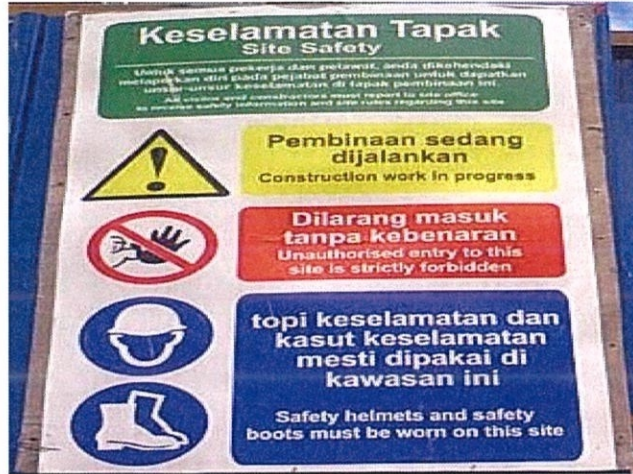 Keselamatan Tapak
Site Safety
Untuk semua pekerja dan pelawat, anda dikehendaki
melaporkan diri pada pejabat pembinaan untuk dapatkan
unsur-unsur keselamatan di tapak pembinaan ini.
All visitors and contractors must report to site office
to receive safety information and site rules regarding this site
Pembinaan sedang
dijalankan
Construction work in progress
Dilarang masuk
tanpa kebenaran
Unauthorised entry to this
site is strictly forbidden
topi keselamatan dan
kasut keselamatan
mesti dipakai di
kawasan ini
Safety helmets and safety
boots must be worn on this site